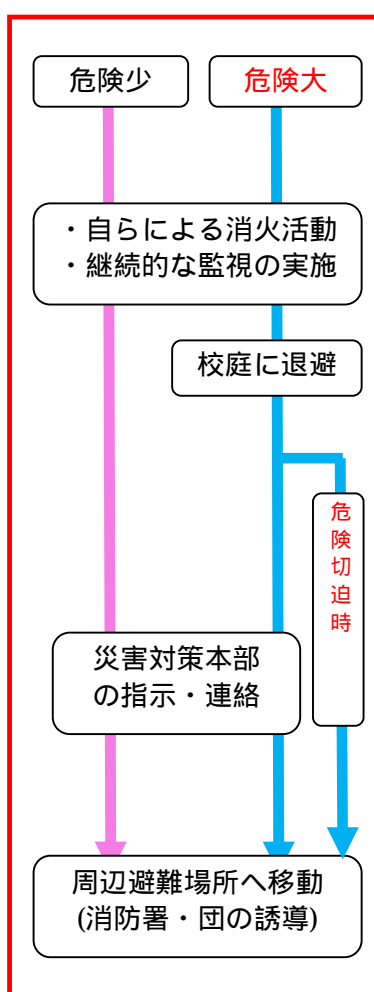 危険少
危険大
・自らによる消火活動
・継続的な監視の実施
校庭に退避
危険切迫時
災害対策本部
の指示・連絡
周辺避難場所へ移動
(消防署・団の誘導)